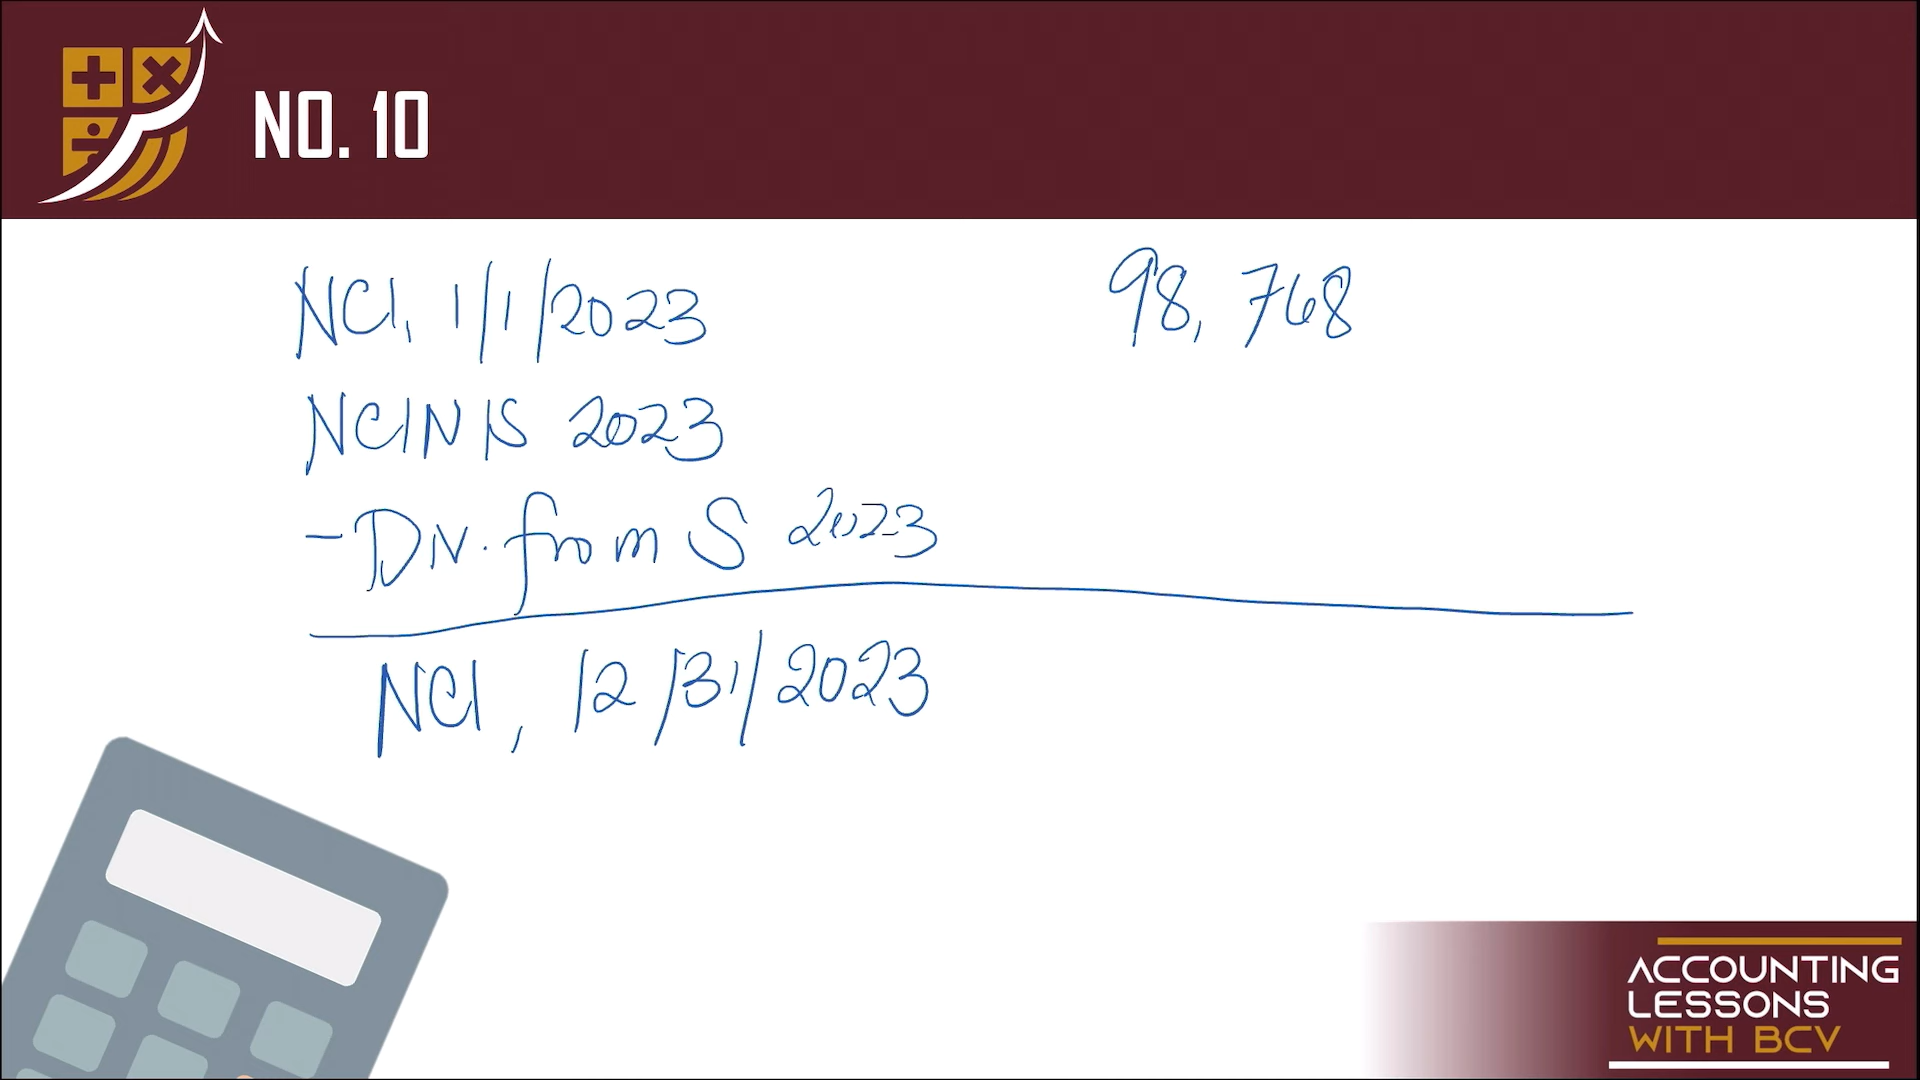 NO. 10
NCI, 1/1/2023 98,768
NCINIS 2023
- Div. from S 2023
NCI, 12/31/2023
ACCOUNTING
LESSONS
WITH BCV